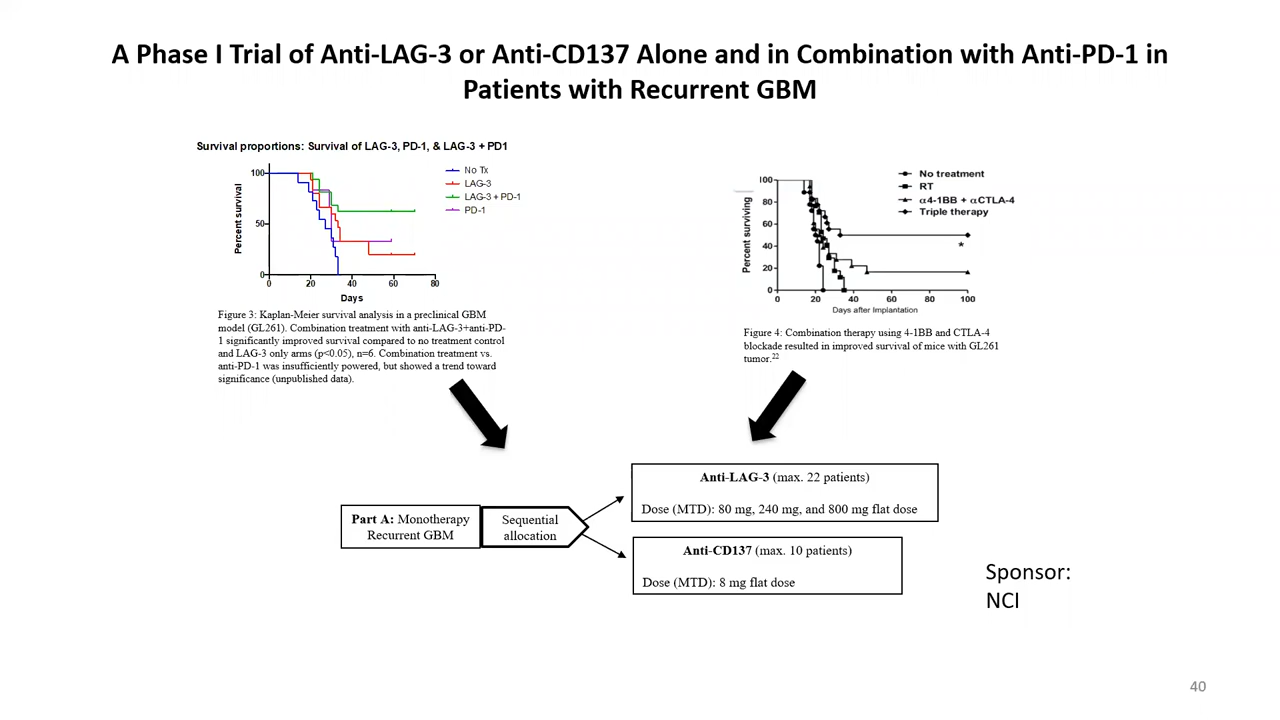 A Phase I Trial of Anti-LAG-3 or Anti-CD137 Alone and in Combination with Anti-PD-1 in
Patients with Recurrent GBM
Survival proportions: Survival of LAG-3, PD-1, & LAG-3 + PD1
Percent survival
100
50
0
0 20 40 60 80
Days
No Tx
LAG-3
LAG-3 + PD-1
PD-1
Figure 3: Kaplan-Meier survival analysis in a preclinical GBM
model (GL261). Combination treatment with anti-LAG-3+anti-PD-
1 significantly improved survival compared to no treatment control
and LAG-3 only arms (p<0.05), n=6. Combination treatment vs.
anti-PD-1 was insufficiently powered, but showed a trend toward
significance (unpublished data).
Percent surviving
100
80
60
40
20
0
0 20 40 60 80 100
Days after Implantation
No treatment
RT
α4-1BB + αCTLA-4
Triple therapy
*
Figure 4: Combination therapy using 4-1BB and CTLA-4
blockade resulted in improved survival of mice with GL261
tumor.22
Part A: Monotherapy
Recurrent GBM
Sequential
allocation
Anti-LAG-3 (max. 22 patients)
Dose (MTD): 80 mg, 240 mg, and 800 mg flat dose
Anti-CD137 (max. 10 patients)
Dose (MTD): 8 mg flat dose
Sponsor:
NCI
40